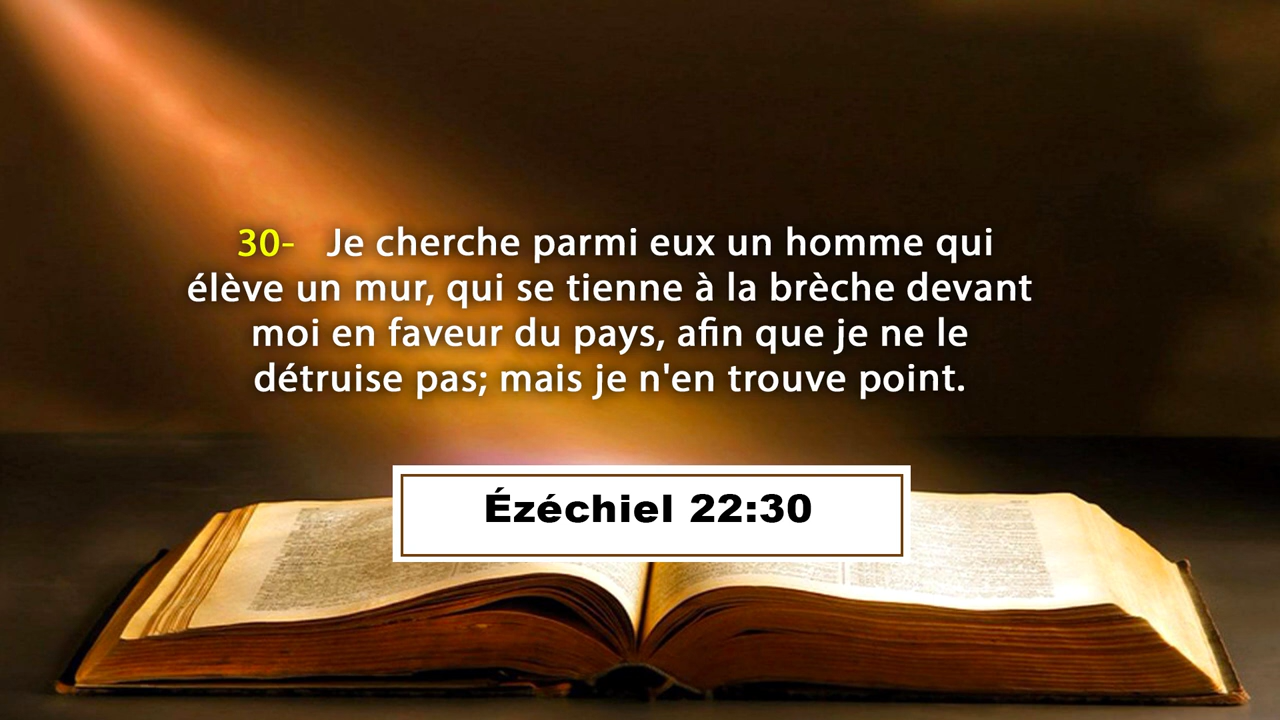 30- Je cherche parmi eux un homme qui
élève un mur, qui se tienne à la brèche devant
moi en faveur du pays, afin que je ne le
détruise pas; mais je n'en trouve point.
Ézéchiel 22:30